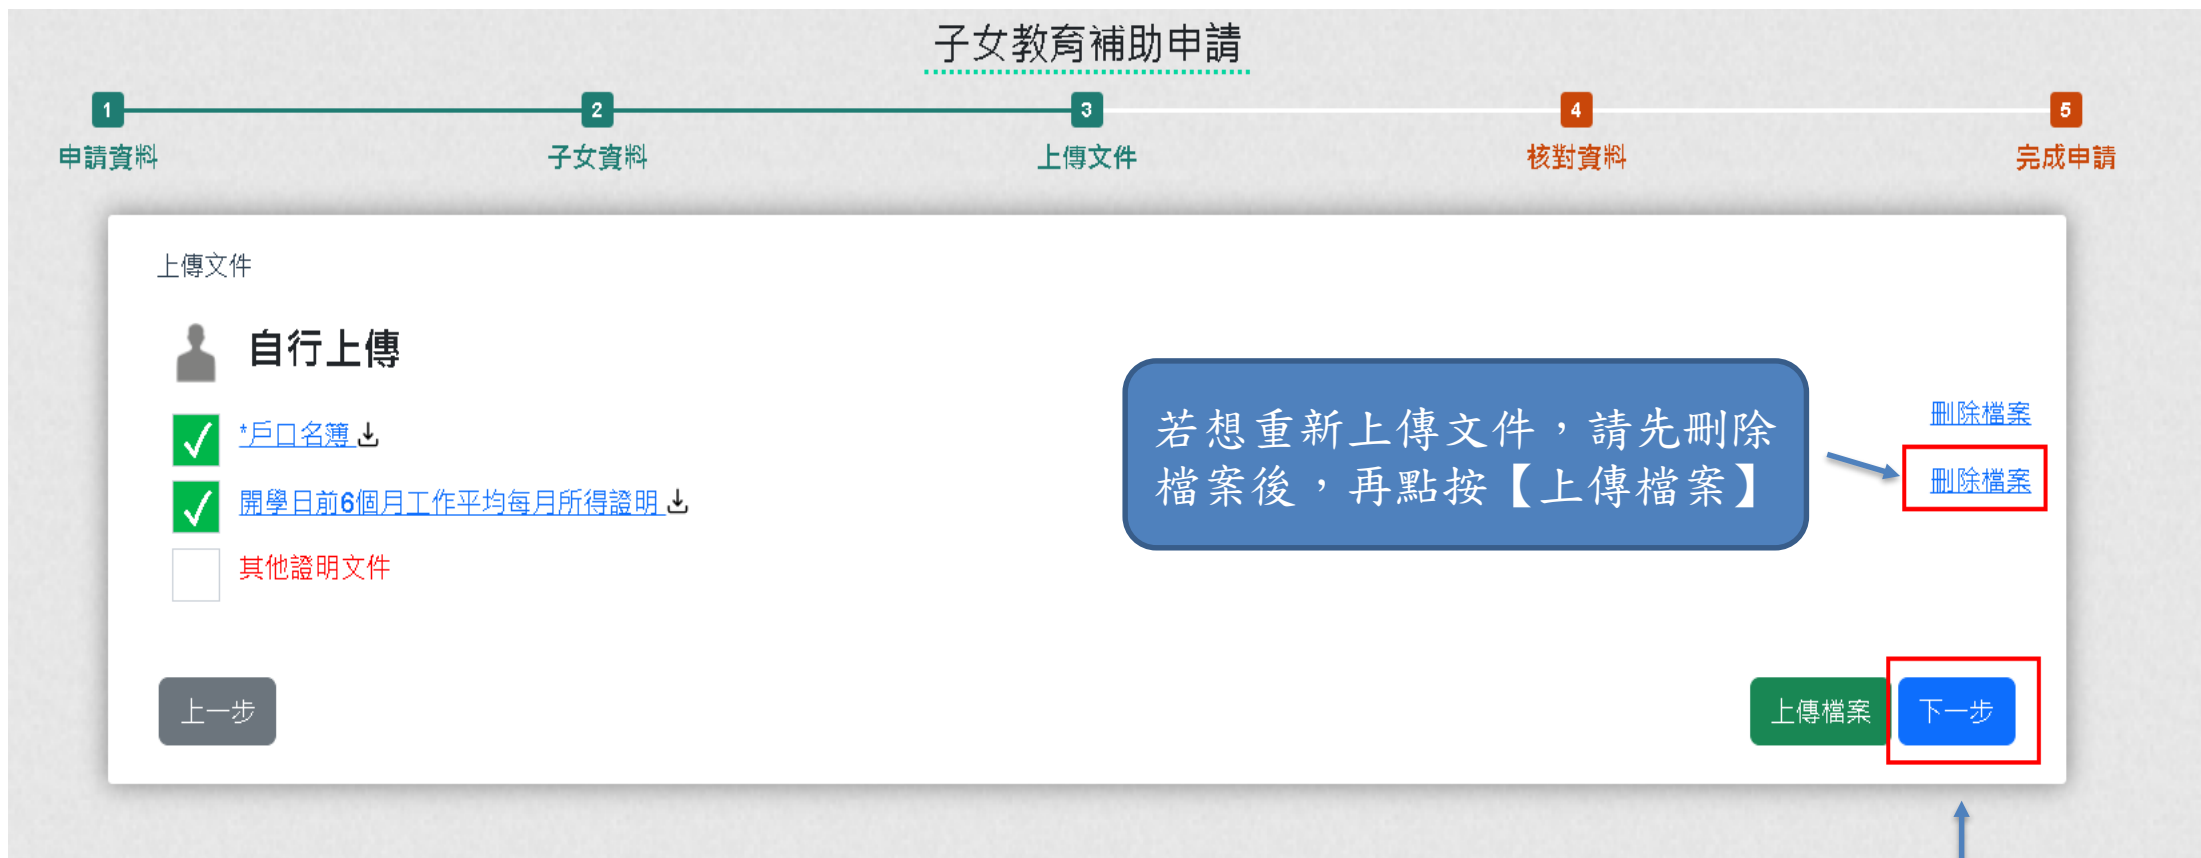 子女教育補助申請
1
2
3
4
5
申請資料
子女資料
上傳文件
核對資料
完成申請
上傳文件
自行上傳
*戶口名簿
刪除檔案
開學日前6個月工作平均每月所得證明
刪除檔案
其他證明文件
若想重新上傳文件，請先刪除
檔案後，再點按【上傳檔案】
上一步
上傳檔案
下一步